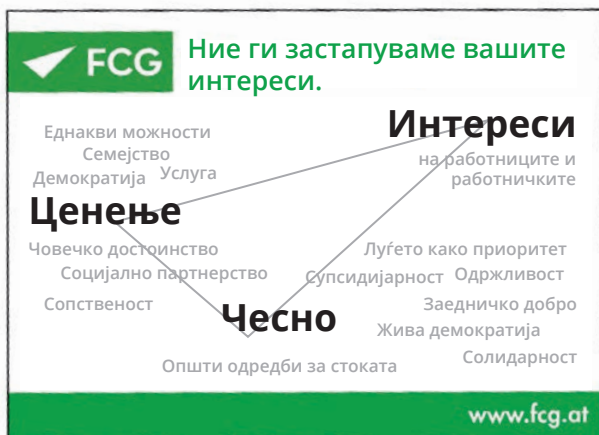 FCG
Ние ги застапуваме вашите
интереси.
Еднакви можности
Семејство
Демократија Услуга
Интереси
на работниците и
работничките
Ценење
Човечко достоинство
Социјално партнерство
Сопственост
Луѓето како приоритет
Супсидијарност Одржливост
Заедничко добро
Чесно
Жива демократија
Солидарност
Општи одредби за стоката
www.fcg.at